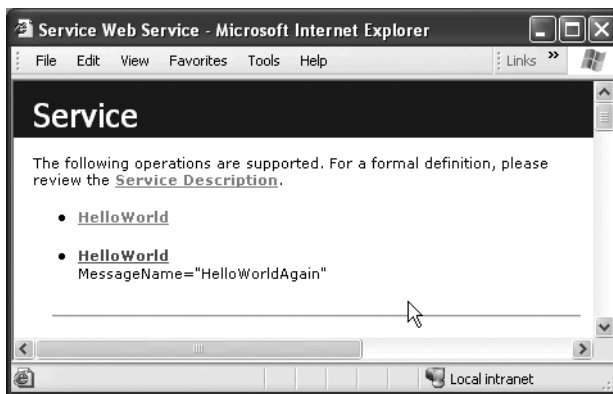 Service Web Service - Microsoft Internet Explorer
File Edit View Favorites Tools Help Links »
Service
The following operations are supported. For a formal definition, please
review the Service Description.
• HelloWorld
• HelloWorld
MessageName="HelloWorldAgain"
Local intranet